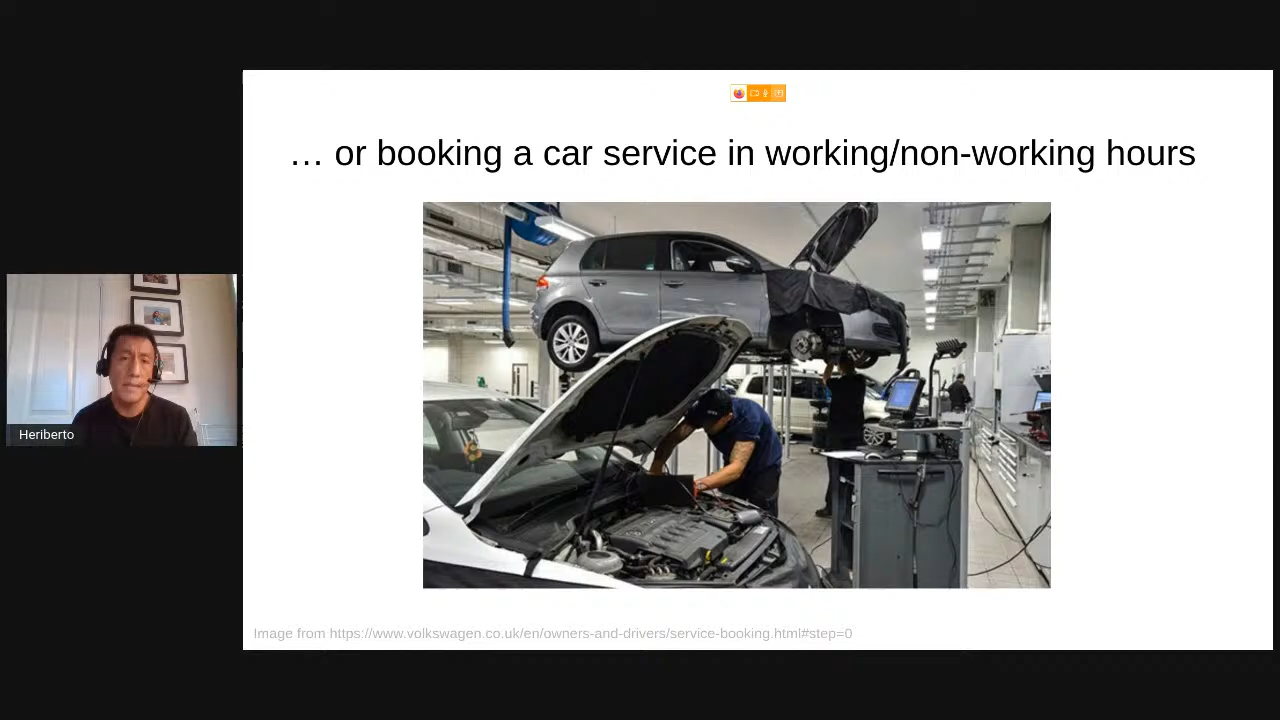 … or booking a car service in working/non-working hours
Heriberto
Image from https://www.volkswagen.co.uk/en/owners-and-drivers/service-booking.html#step=0